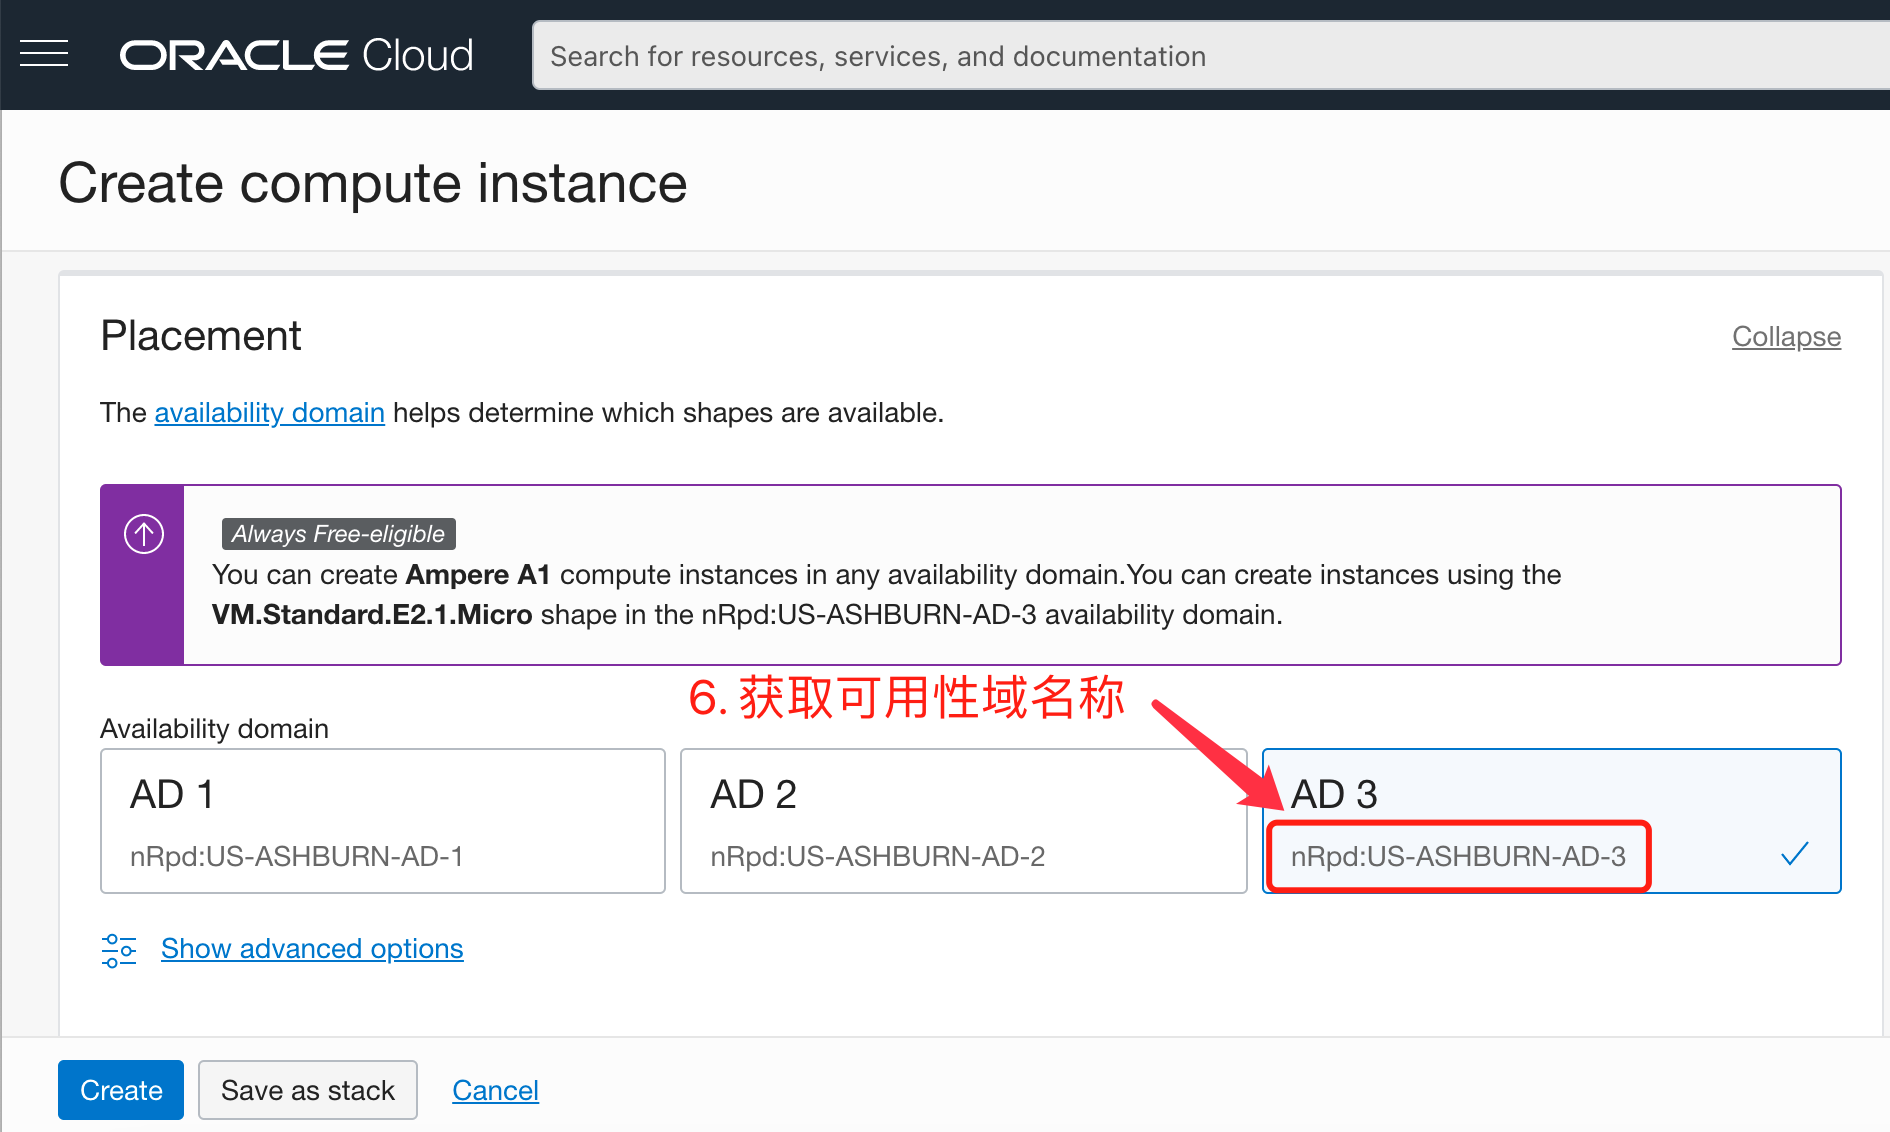 ORACLE Cloud
Search for resources, services, and documentation
Create compute instance
Placement
Collapse
The availability domain helps determine which shapes are available.
Always Free-eligible
You can create Ampere A1 compute instances in any availability domain.You can create instances using the
VM.Standard.E2.1.Micro shape in the nRpd:US-ASHBURN-AD-3 availability domain.
6. 获取可用性域名称
Availability domain
AD 1
nRpd:US-ASHBURN-AD-1
AD 2
nRpd:US-ASHBURN-AD-2
AD 3
nRpd:US-ASHBURN-AD-3
Show advanced options
Create
Save as stack
Cancel